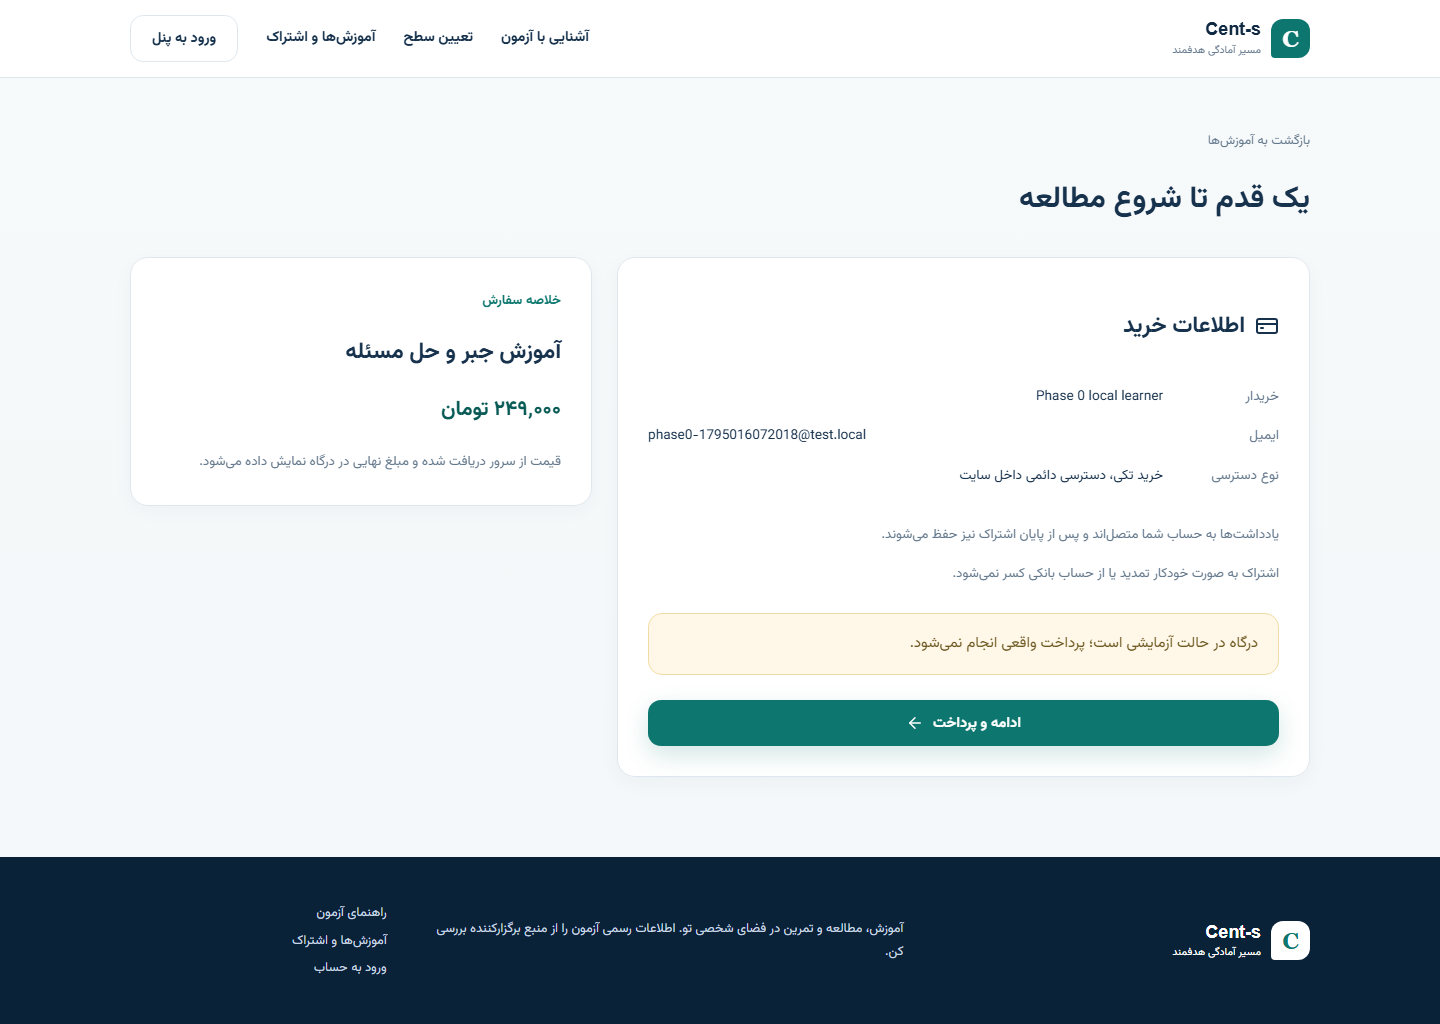 C
Cent-s
مسیر آمادگی هدفمند
آشنایی با آزمون
تعیین سطح
آموزش‌ها و اشتراک
ورود به پنل
بازگشت به آموزش‌ها
یک قدم تا شروع مطالعه
اطلاعات خرید
خریدار
Phase 0 local learner
ایمیل
phase0-1795016072018@test.local
نوع دسترسی
خرید تکی، دسترسی دائمی داخل سایت
یادداشت‌ها به حساب شما متصل‌اند و پس از پایان اشتراک نیز حفظ می‌شوند.
اشتراک به صورت خودکار تمدید یا از حساب بانکی کسر نمی‌شود.
درگاه در حالت آزمایشی است؛ پرداخت واقعی انجام نمی‌شود.
ادامه و پرداخت ←
خلاصه سفارش
آموزش جبر و حل مسئله
۲۴۹,۰۰۰ تومان
قیمت از سرور دریافت شده و مبلغ نهایی در درگاه نمایش داده می‌شود.
C
Cent-s
مسیر آمادگی هدفمند
آموزش، مطالعه و تمرین در فضای شخصی تو. اطلاعات رسمی آزمون را از منبع برگزارکننده بررسی
کن.
راهنمای آزمون
آموزش‌ها و اشتراک
ورود به حساب